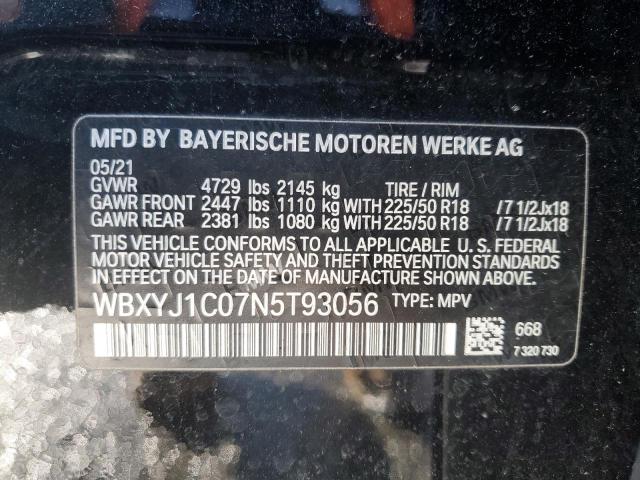 MFD BY BAYERISCHE MOTOREN WERKE AG
05/21
GVWR 4729 lbs 2145 kg TIRE / RIM
GAWR FRONT 2447 lbs 1110 kg WITH 225/50 R18 /7 1/2Jx18
GAWR REAR 2381 lbs 1080 kg WITH 225/50 R18 /7 1/2Jx18
THIS VEHICLE CONFORMS TO ALL APPLICABLE U. S. FEDERAL
MOTOR VEHICLE SAFETY AND THEFT PREVENTION STANDARDS
IN EFFECT ON THE DATE OF MANUFACTURE SHOWN ABOVE.
WBXYJ1C07N5T93056 TYPE: MPV
668
7 320 730